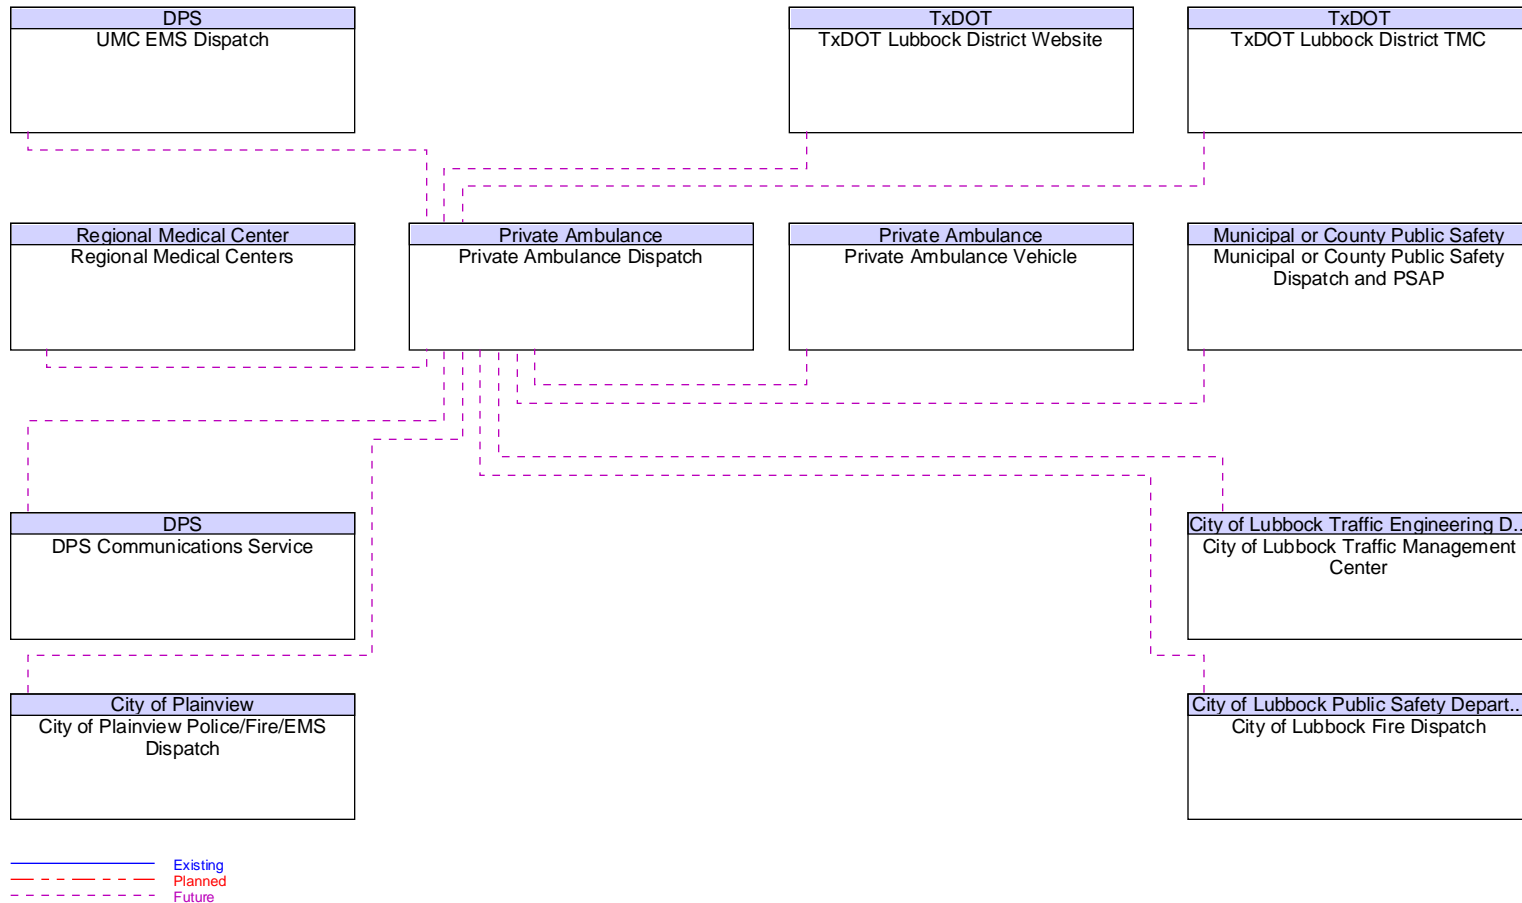 DPS
UMC EMS Dispatch
TxDOT
TxDOT Lubbock District Website
TxDOT
TxDOT Lubbock District TMC
Regional Medical Center
Regional Medical Centers
Private Ambulance
Private Ambulance Dispatch
Private Ambulance
Private Ambulance Vehicle
Municipal or County Public Safety
Municipal or County Public Safety
Dispatch and PSAP
DPS
DPS Communications Service
City of Lubbock Traffic Engineering D..
City of Lubbock Traffic Management
Center
City of Plainview
City of Plainview Police/Fire/EMS
Dispatch
City of Lubbock Public Safety Depart..
City of Lubbock Fire Dispatch
Existing
Planned
Future